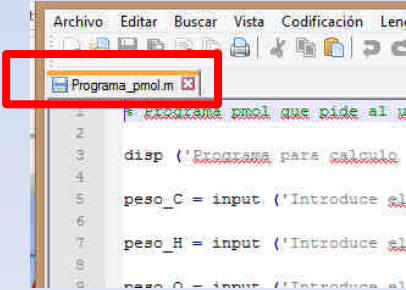 Archivo Editar Buscar Vista Codificación Len
Programa_pmol.m
1 % Programa pmol que pide al u
2
3 disp ('Programa para calculo
4
5 peso_C = input ('Introduce el
6
7 peso_H = input ('Introduce el
8
9 peso_O = input ('Introduce el